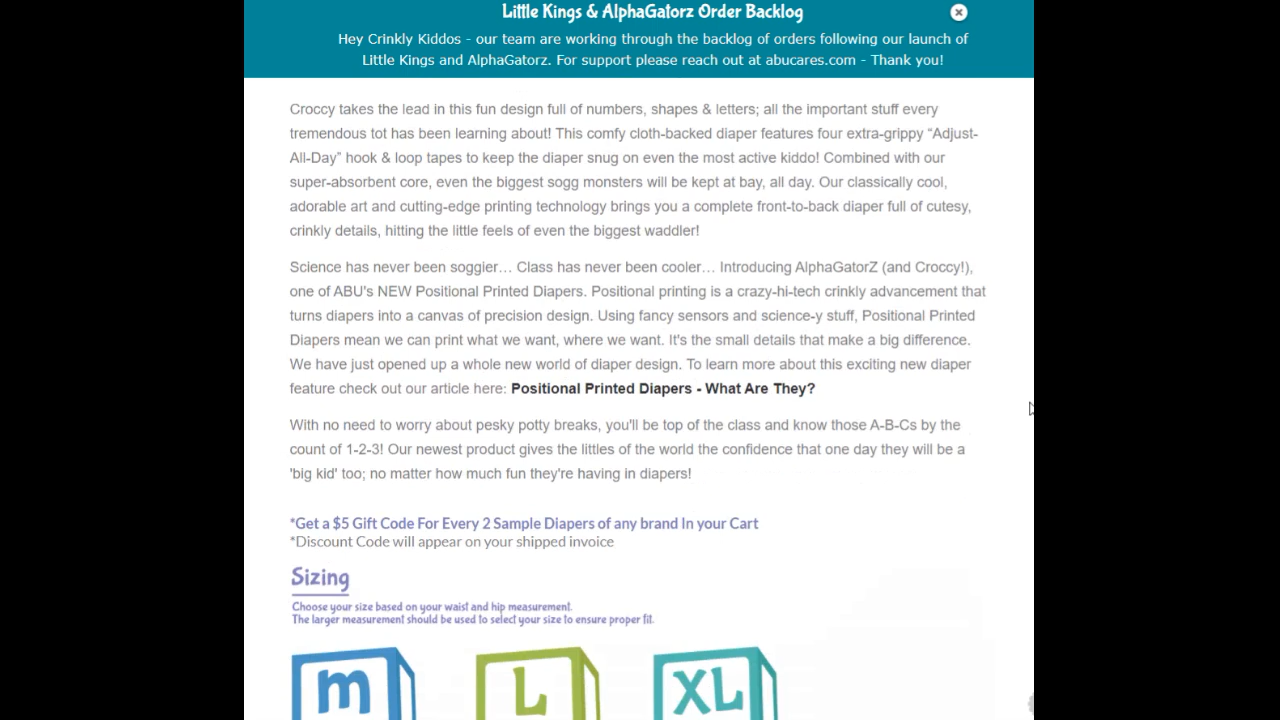 Little Kings & AlphaGatorz Order Backlog
Hey Crinkly Kiddos - our team are working through the backlog of orders following our launch of
Little Kings and AlphaGatorz. For support please reach out at abucares.com - Thank you!
Croccy takes the lead in this fun design full of numbers, shapes & letters; all the important stuff every
tremendous tot has been learning about! This comfy cloth-backed diaper features four extra-grippy “Adjust-
All-Day” hook & loop tapes to keep the diaper snug on even the most active kiddo! Combined with our
super-absorbent core, even the biggest sogg monsters will be kept at bay, all day. Our classically cool,
adorable art and cutting-edge printing technology brings you a complete front-to-back diaper full of cutesy,
crinkly details, hitting the little feels of even the biggest waddler!
Science has never been soggier… Class has never been cooler… Introducing AlphaGatorZ (and Croccy!),
one of ABU's NEW Positional Printed Diapers. Positional printing is a crazy-hi-tech crinkly advancement that
turns diapers into a canvas of precision design. Using fancy sensors and science-y stuff, Positional Printed
Diapers mean we can print what we want, where we want. It's the small details that make a big difference.
We have just opened up a whole new world of diaper design. To learn more about this exciting new diaper
feature check out our article here: Positional Printed Diapers - What Are They?
With no need to worry about pesky potty breaks, you'll be top of the class and know those A-B-Cs by the
count of 1-2-3! Our newest product gives the littles of the world the confidence that one day they will be a
'big kid' too; no matter how much fun they're having in diapers!
*Get a $5 Gift Code For Every 2 Sample Diapers of any brand In your Cart
*Discount Code will appear on your shipped invoice
Sizing
Choose your size based on your waist and hip measurement.
The larger measurement should be used to select your size to ensure proper fit.
m L XL